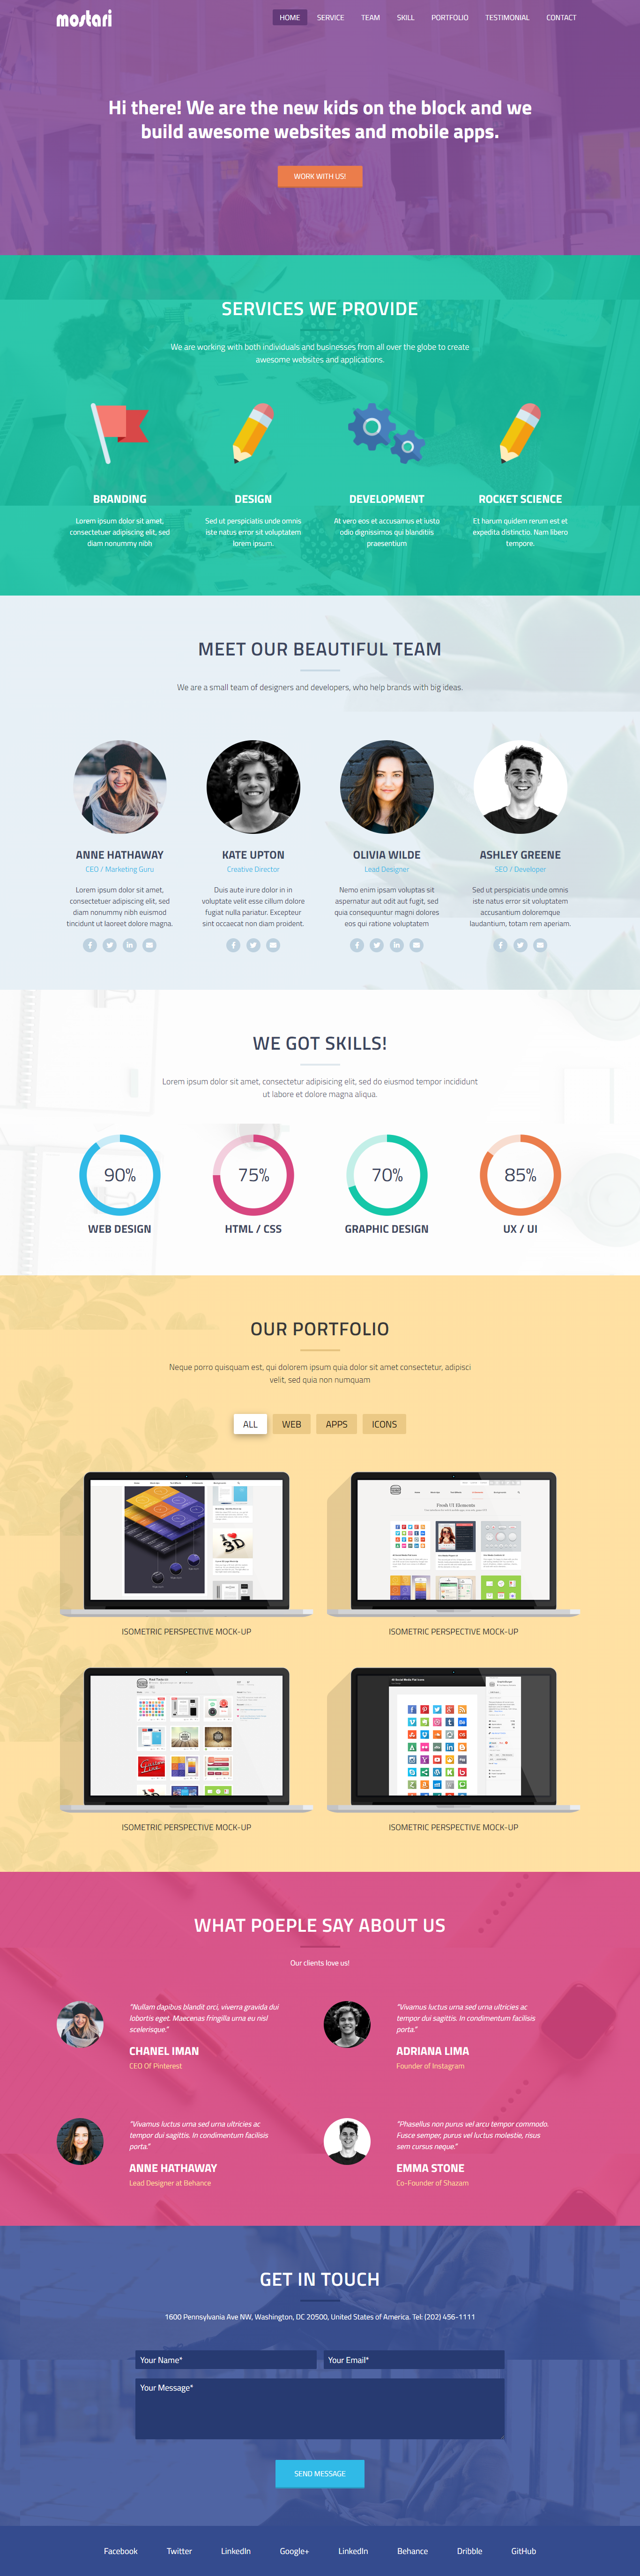 mostari
HOME SERVICE TEAM SKILL PORTFOLIO TESTIMONIAL CONTACT
Hi there! We are the new kids on the block and we
build awesome websites and mobile apps.
WORK WITH US!
SERVICES WE PROVIDE
We are working with both individuals and businesses from all over the globe to create
awesome websites and applications.
BRANDING
Lorem ipsum dolor sit amet,
consectetuer adipiscing elit, sed
diam nonummy nibh
DESIGN
Sed ut perspiciatis unde omnis
iste natus error sit voluptatem
lorem ipsum.
DEVELOPMENT
At vero eos et accusamus et iusto
odio dignissimos qui blanditiis
praesentium
ROCKET SCIENCE
Et harum quidem rerum est et
expedita distinctio. Nam libero
tempore.
MEET OUR BEAUTIFUL TEAM
We are a small team of designers and developers, who help brands with big ideas.
ANNE HATHAWAY
CEO / Marketing Guru
Lorem ipsum dolor sit amet,
consectetuer adipiscing elit, sed
diam nonummy nibh euismod
tincidunt ut laoreet dolore magna.
KATE UPTON
Creative Director
Duis aute irure dolor in in
voluptate velit esse cillum dolore
fugiat nulla pariatur. Excepteur
sint occaecat non diam proident.
OLIVIA WILDE
Lead Designer
Nemo enim ipsam voluptas sit
aspernatur aut odit aut fugit, sed
quia consequuntur magni dolores
eos qui ratione voluptatem
ASHLEY GREENE
SEO / Developer
Sed ut perspiciatis unde omnis
iste natus error sit voluptatem
accusantium doloremque
laudantium, totam rem aperiam.
WE GOT SKILLS!
Lorem ipsum dolor sit amet, consectetur adipisicing elit, sed do eiusmod tempor incididunt
ut labore et dolore magna aliqua.
90%
WEB DESIGN
75%
HTML / CSS
70%
GRAPHIC DESIGN
85%
UX / UI
OUR PORTFOLIO
Neque porro quisquam est, qui dolorem ipsum quia dolor sit amet consectetur, adipisci
velit, sed quia non numquam
ALL WEB APPS ICONS
I
3D
Fresh UI Elements
ISOMETRIC PERSPECTIVE MOCK-UP
ISOMETRIC PERSPECTIVE MOCK-UP
ISOMETRIC PERSPECTIVE MOCK-UP
ISOMETRIC PERSPECTIVE MOCK-UP
WHAT POEPLE SAY ABOUT US
Our clients love us!
"Nullam dapibus blandit orci, viverra gravida dui
lobortis eget. Maecenas fringilla urna eu nisl
scelerisque."
CHANEL IMAN
CEO Of Pinterest
"Vivamus luctus urna sed urna ultricies ac
tempor dui sagittis. In condimentum facilisis
porta."
ADRIANA LIMA
Founder of Instagram
"Vivamus luctus urna sed urna ultricies ac
tempor dui sagittis. In condimentum facilisis
porta."
ANNE HATHAWAY
Lead Designer at Behance
"Phasellus non purus vel arcu tempor commodo.
Fusce semper, purus vel luctus molestie, risus
sem cursus neque."
EMMA STONE
Co-Founder of Shazam
GET IN TOUCH
1600 Pennsylvania Ave NW, Washington, DC 20500, United States of America. Tel: (202) 456-1111
Your Name*
Your Email*
Your Message*
SEND MESSAGE
Facebook Twitter LinkedIn Google+ LinkedIn Behance Dribble GitHub